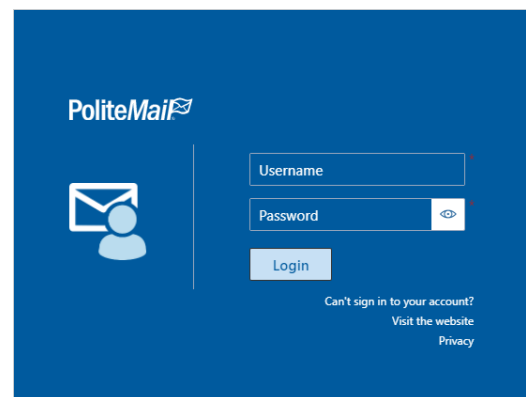 PoliteMail
Username *
Password *
Login
Can't sign in to your account?
Visit the website
Privacy